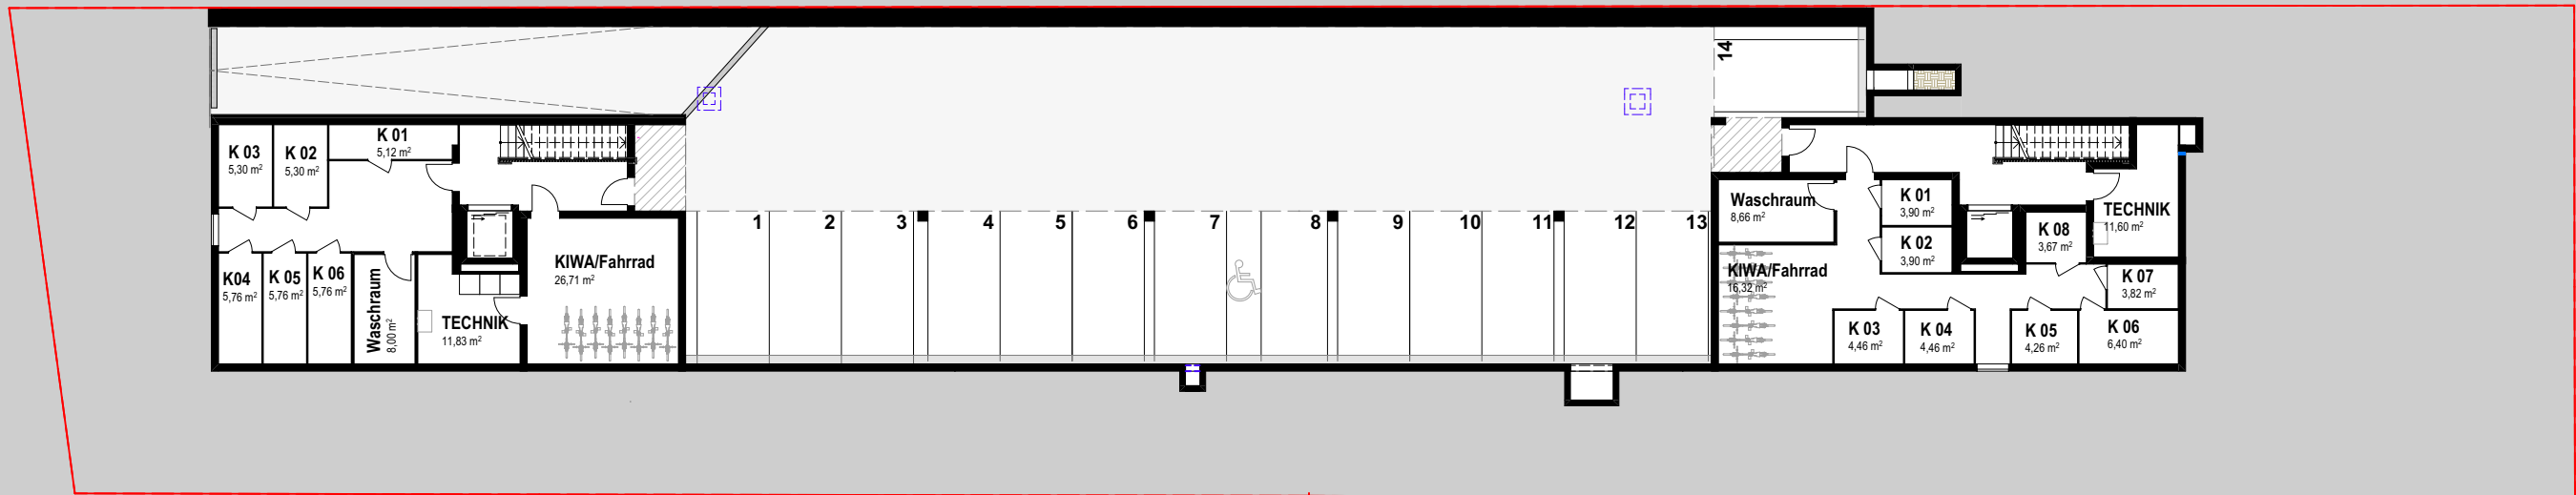 14
K 03
5,30 m²
K 02
5,30 m²
K 01
5,12 m²
K04
5,76 m²
K 05
5,76 m²
K 06
5,76 m²
Waschraum
8,00 m²
TECHNIK
11,83 m²
KIWA/Fahrrad
26,71 m²
1
2
3
4
5
6
7
8
9
10
11
12
13
Waschraum
8,66 m²
KIWA/Fahrrad
16,32 m²
K 01
3,90 m²
K 02
3,90 m²
K 08
3,67 m²
TECHNIK
11,60 m²
K 07
3,82 m²
K 03
4,46 m²
K 04
4,46 m²
K 05
4,26 m²
K 06
6,40 m²